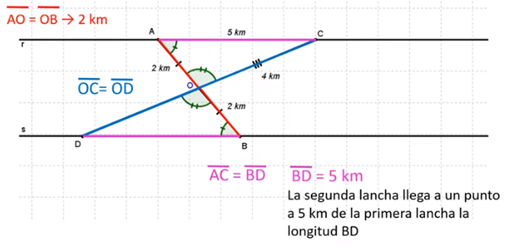 AO = OB → 2 km
A
5 km
C
r
2 km
4 km
OC= OD
O
2 km
s
D
B
AC = BD BD = 5 km
La segunda lancha llega a un punto
a 5 km de la primera lancha la
longitud BD